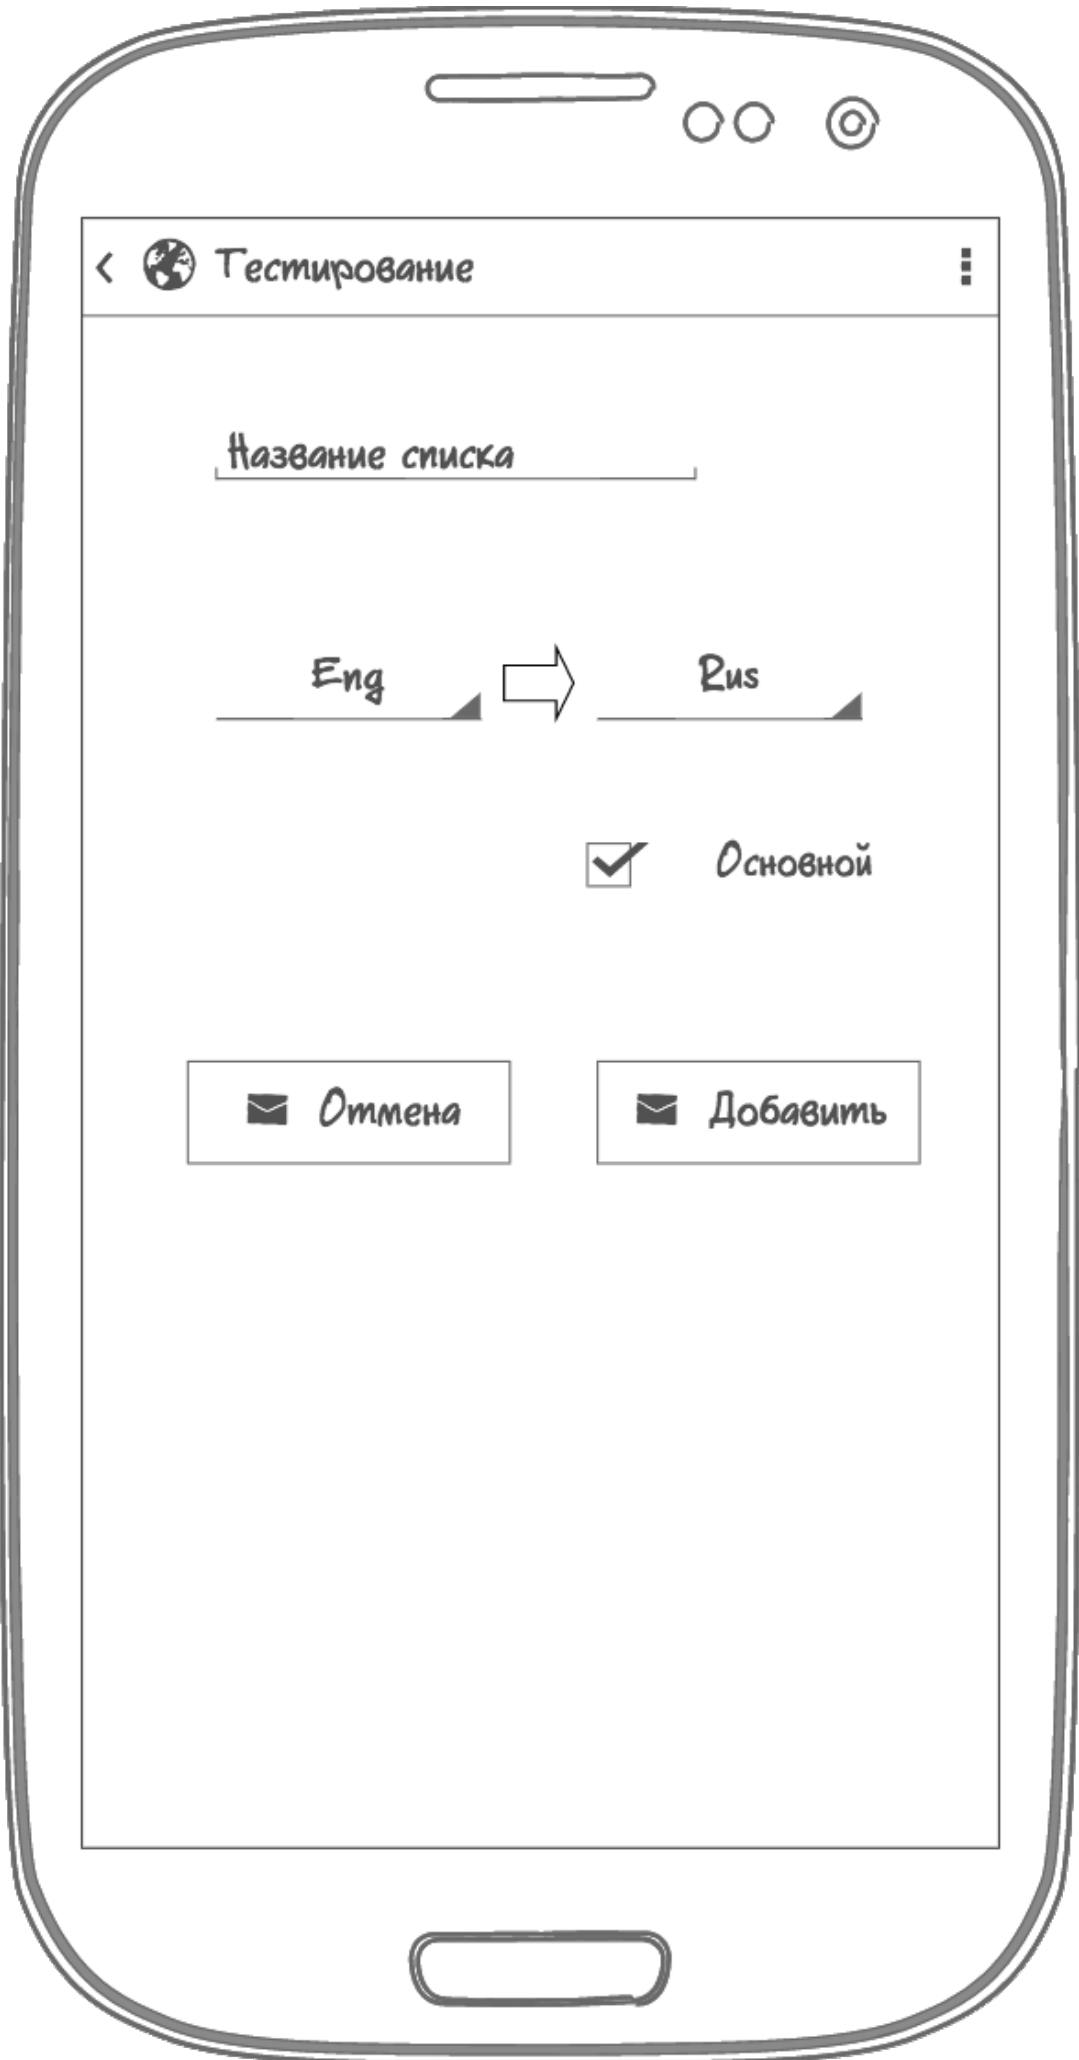 Тестирование
Название списка
Eng Rus
Основной
Отмена Добавить